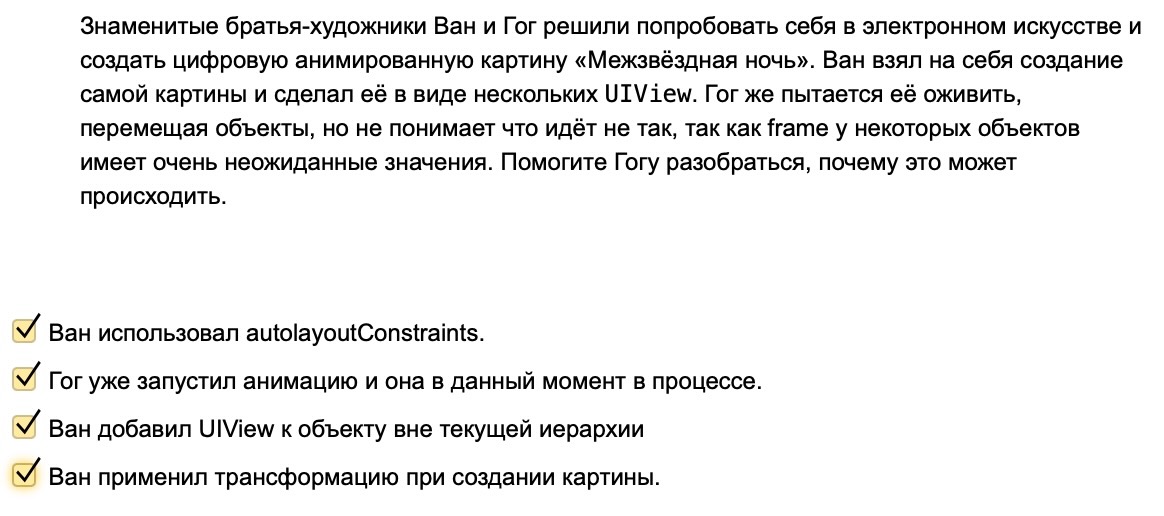 Знаменитые братья-художники Ван и Гог решили попробовать себя в электронном искусстве и
создать цифровую анимированную картину «Межзвёздная ночь». Ван взял на себя создание
самой картины и сделал её в виде нескольких UIView. Гог же пытается её оживить,
перемещая объекты, но не понимает что идёт не так, так как frame у некоторых объектов
имеет очень неожиданные значения. Помогите Гогу разобраться, почему это может
происходить.
Ван использовал autolayoutConstraints.
Гог уже запустил анимацию и она в данный момент в процессе.
Ван добавил UIView к объекту вне текущей иерархии
Ван применил трансформацию при создании картины.